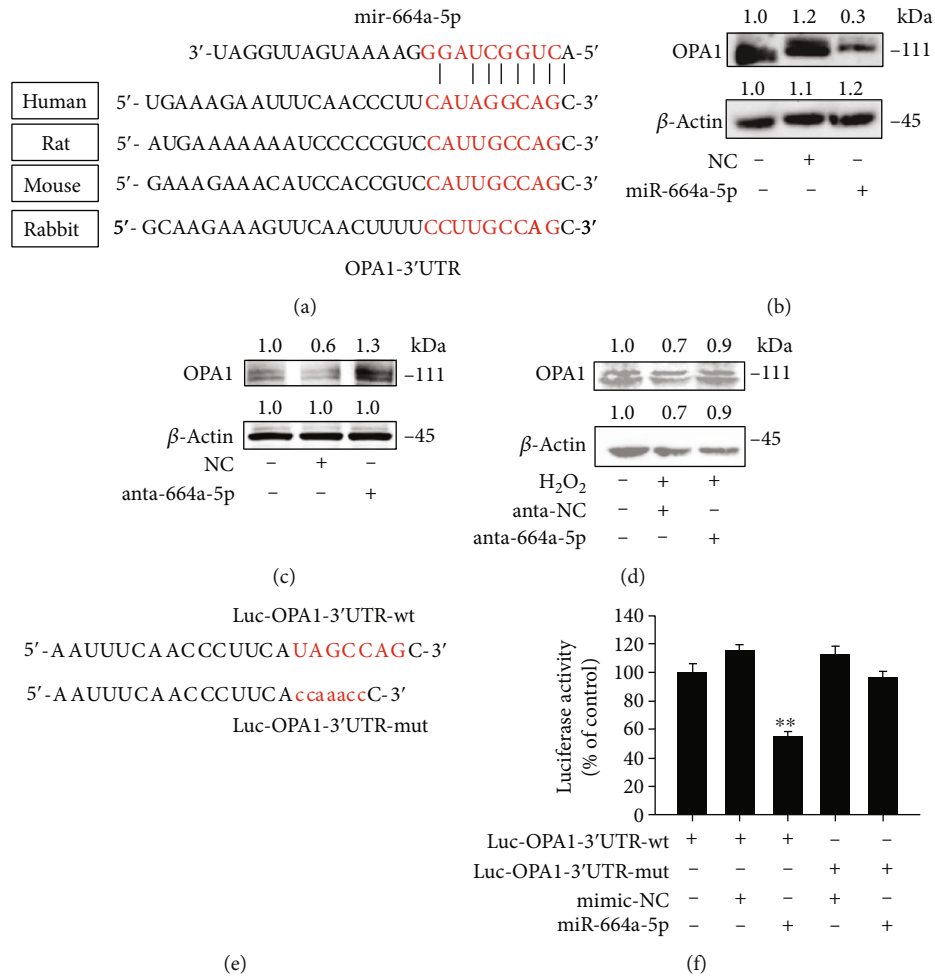 mir-664a-5p
3′-UAGGUUAGUAAAAGGGAUCGGUCA-5′
Human 5′- UGAAAGAAUUUCAACCCUUCAUAGGCAGC-3′
Rat 5′- AUGAAAAAAAUCCCCCGUCCAUUGCCAGC-3′
Mouse 5′- GAAAGAAACAUCCACCGUCCAUUGCCAGC-3′
Rabbit 5′- GCAAGAAAGUUCAACUUUUCCUUGCCAGC-3′
OPA1-3′UTR
(a)
1.0 1.2 0.3 kDa
OPA1 –111
1.0 1.1 1.2
β-Actin –45
NC – + –
miR-664a-5p – – +
(b)
1.0 0.6 1.3 kDa
OPA1 –111
1.0 1.0 1.0
β-Actin –45
NC – + –
anta-664a-5p – – +
(c)
1.0 0.7 0.9 kDa
OPA1 –111
1.0 0.7 0.9
β-Actin –45
H₂O₂ – + +
anta-NC – + –
anta-664a-5p – – +
(d)
Luc-OPA1-3′UTR-wt
5′-AAUUUCAACCCUUCAUAGCCAGC-3′
5′-AAUUUCAACCCUUCAccaaaccC-3′
Luc-OPA1-3′UTR-mut
(e)
Luciferase activity
(% of control)
140
120
100
80
60
40
20
0
**
Luc-OPA1-3′UTR-wt + + + – –
Luc-OPA1-3′UTR-mut – – – + +
mimic-NC – + – + –
miR-664a-5p – – + – +
(f)